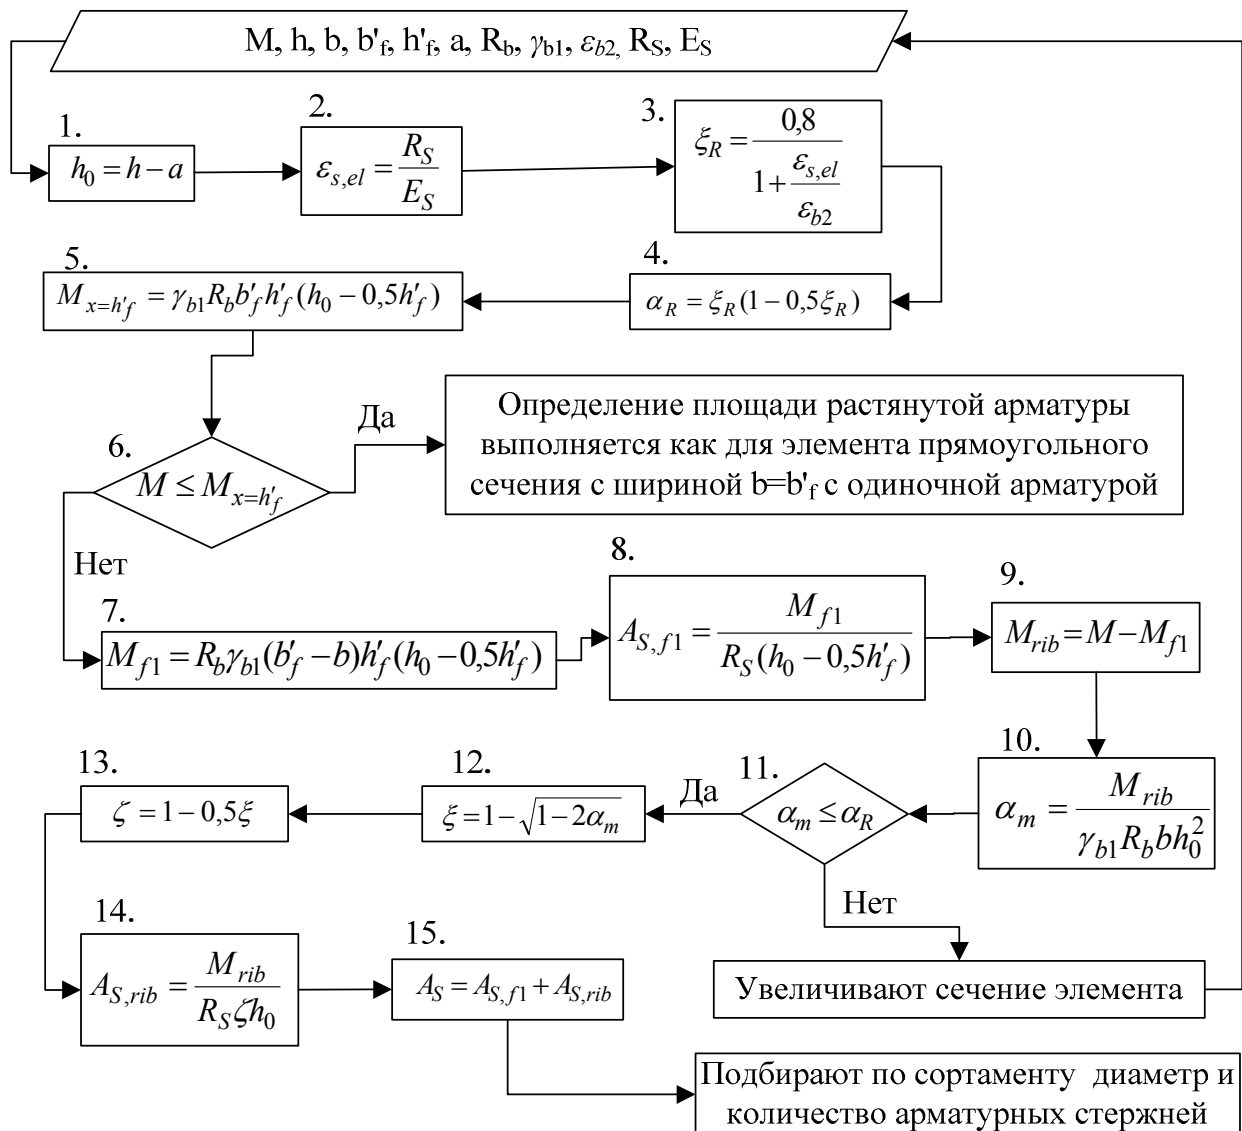 M, h, b, b'f, h'f, a, Rb, γb1, εb2, RS, ES
1.
h0 = h − a
2.
εs,el = RS / ES
3.
ξR = 0,8 / (1 + εs,el / εb2)
4.
αR = ξR(1 − 0,5ξR)
5.
Mx=h'f = γb1Rbb'fh'f(h0 − 0,5h'f)
6.
M ≤ Mx=h'f
Да
Определение площади растянутой арматуры
выполняется как для элемента прямоугольного
сечения с шириной b=b'f с одиночной арматурой
Нет
7.
Mf1 = Rbγb1(b'f − b)h'f(h0 − 0,5h'f)
8.
AS,f1 = Mf1 / RS(h0 − 0,5h'f)
9.
Mrib = M − Mf1
10.
αm = Mrib / γb1Rbbh0²
11.
αm ≤ αR
Да
12.
ξ = 1 − √(1 − 2αm)
13.
ζ = 1 − 0,5ξ
14.
AS,rib = Mrib / RSζh0
15.
AS = AS,f1 + AS,rib
Нет
Увеличивают сечение элемента
Подбирают по сортаменту диаметр и
количество арматурных стержней